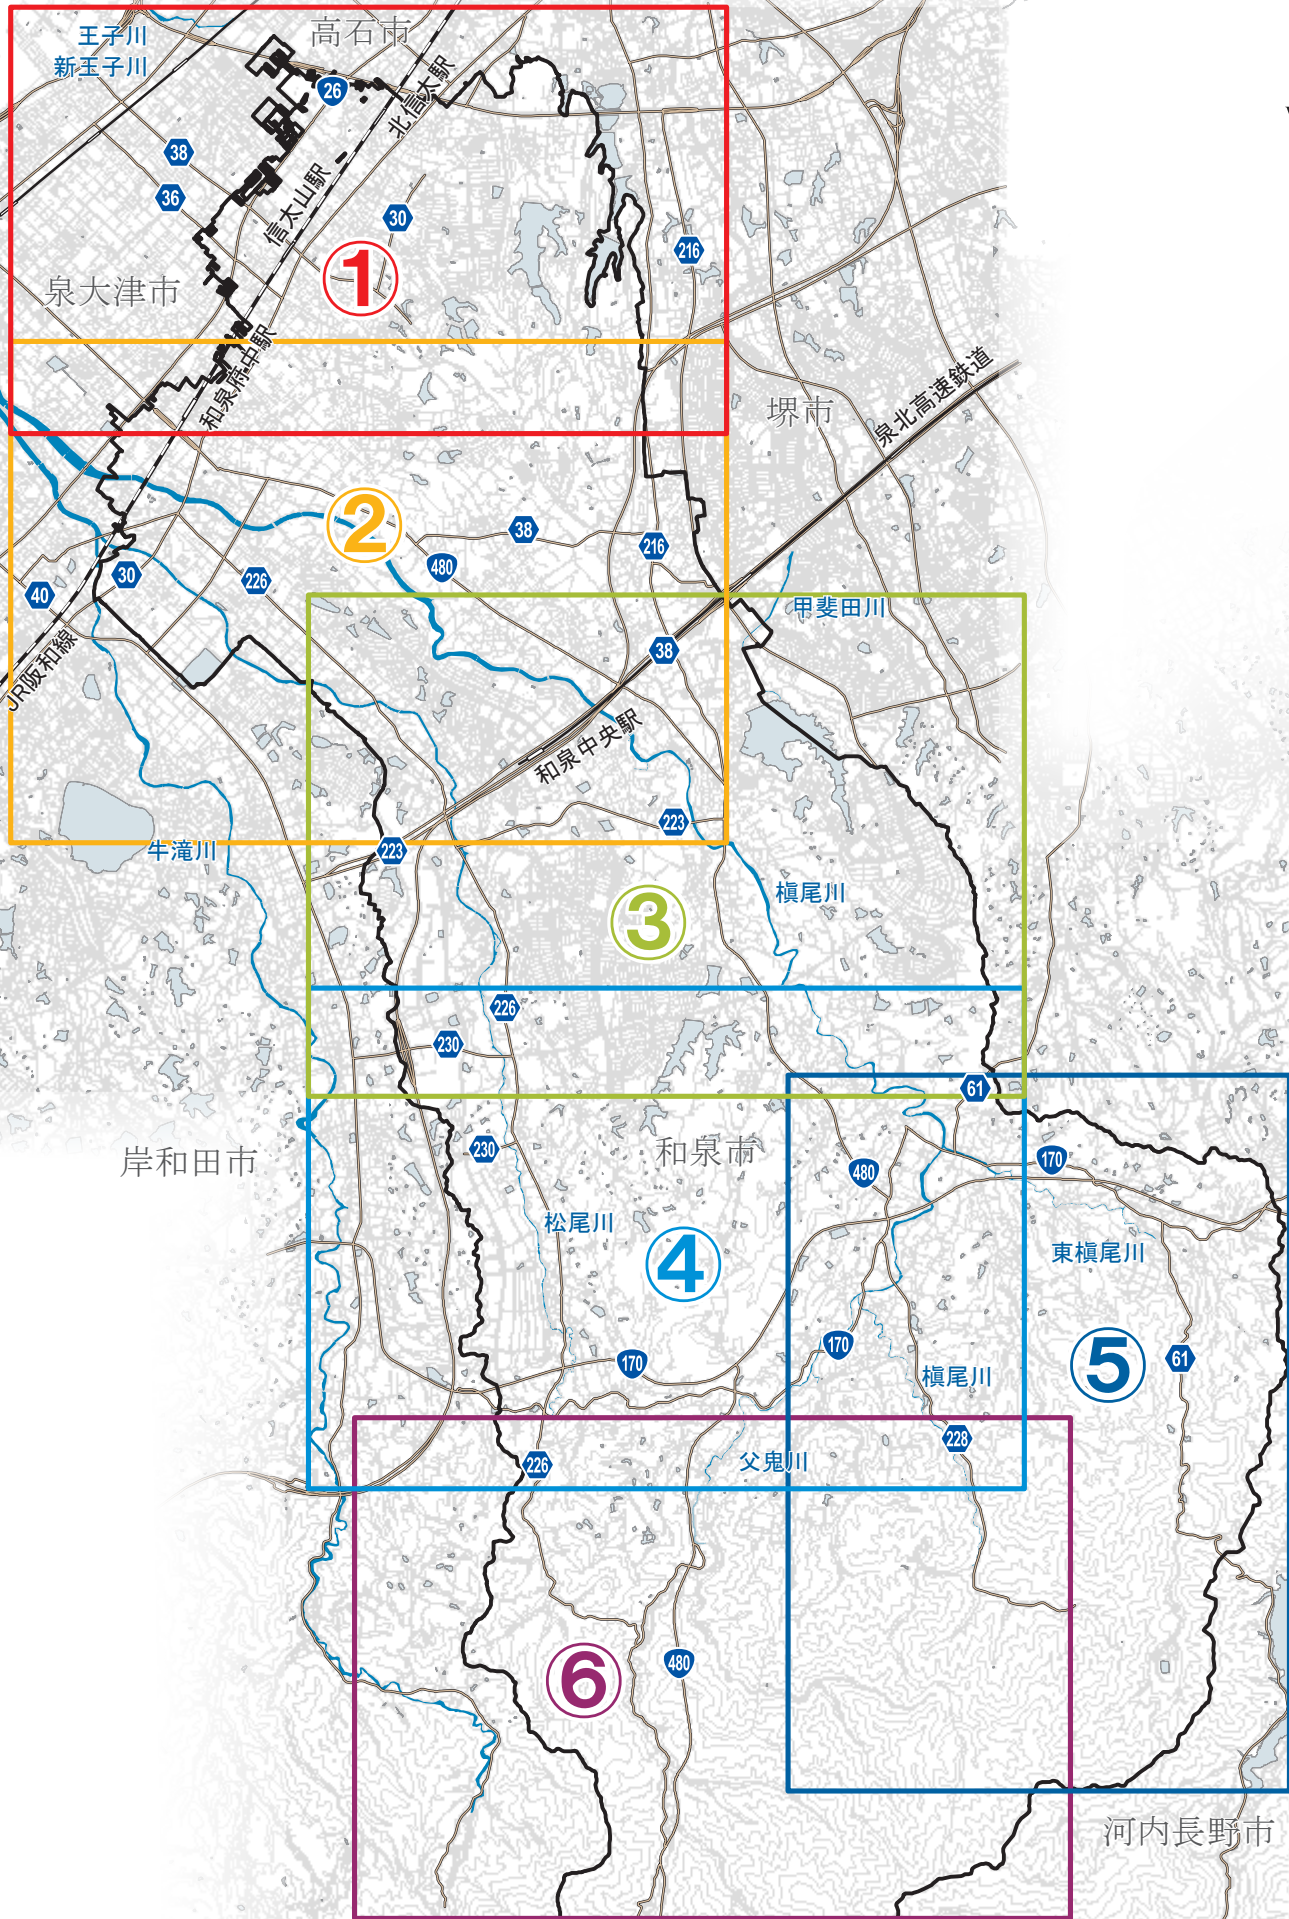 王子川
新王子川
高石市
26
北信太駅
38
36
信太山駅
30
①
216
泉大津市
和泉府中駅
堺市
泉北高速鉄道
②
38
216
480
30
226
40
甲斐田川
38
JR阪和線
和泉中央駅
223
223
牛滝川
槇尾川
③
226
230
61
岸和田市
230
和泉市
480
170
松尾川
東槇尾川
④
170
170
⑤
61
槇尾川
226
父鬼川
228
⑥
480
河内長野市